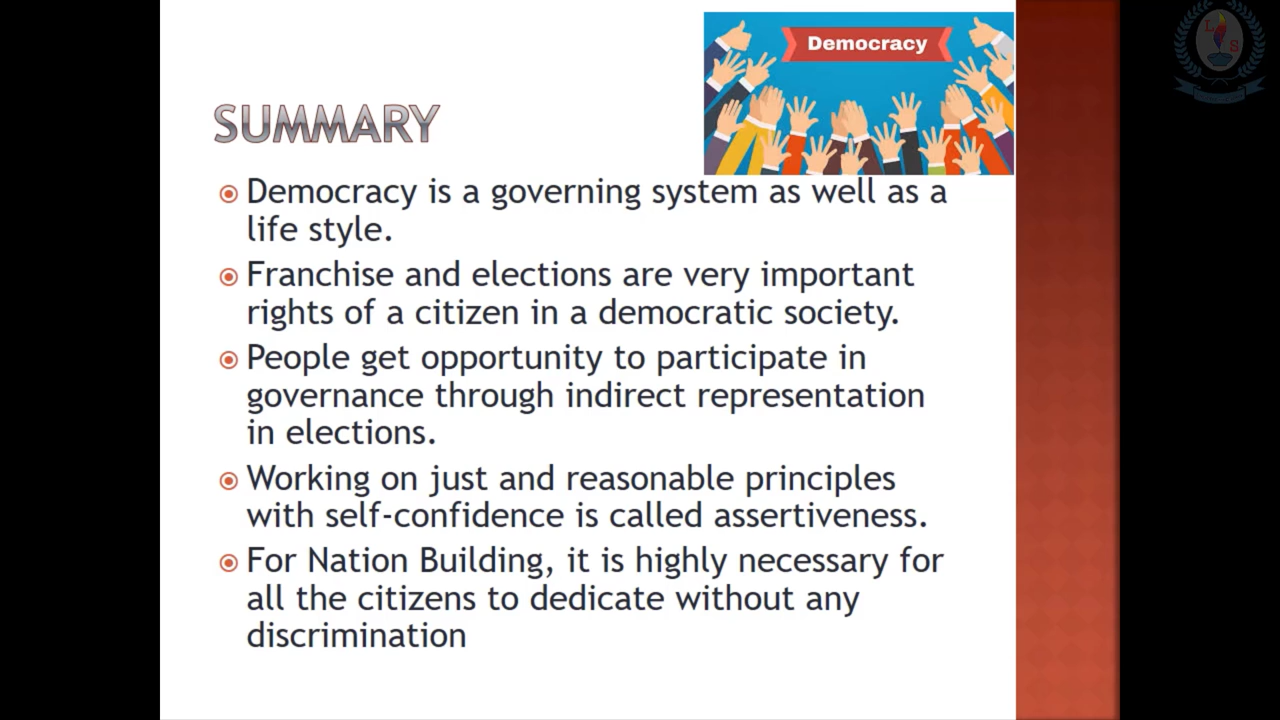 Democracy
SUMMARY
Democracy is a governing system as well as a
life style.
Franchise and elections are very important
rights of a citizen in a democratic society.
People get opportunity to participate in
governance through indirect representation
in elections.
Working on just and reasonable principles
with self-confidence is called assertiveness.
For Nation Building, it is highly necessary for
all the citizens to dedicate without any
discrimination
L
S